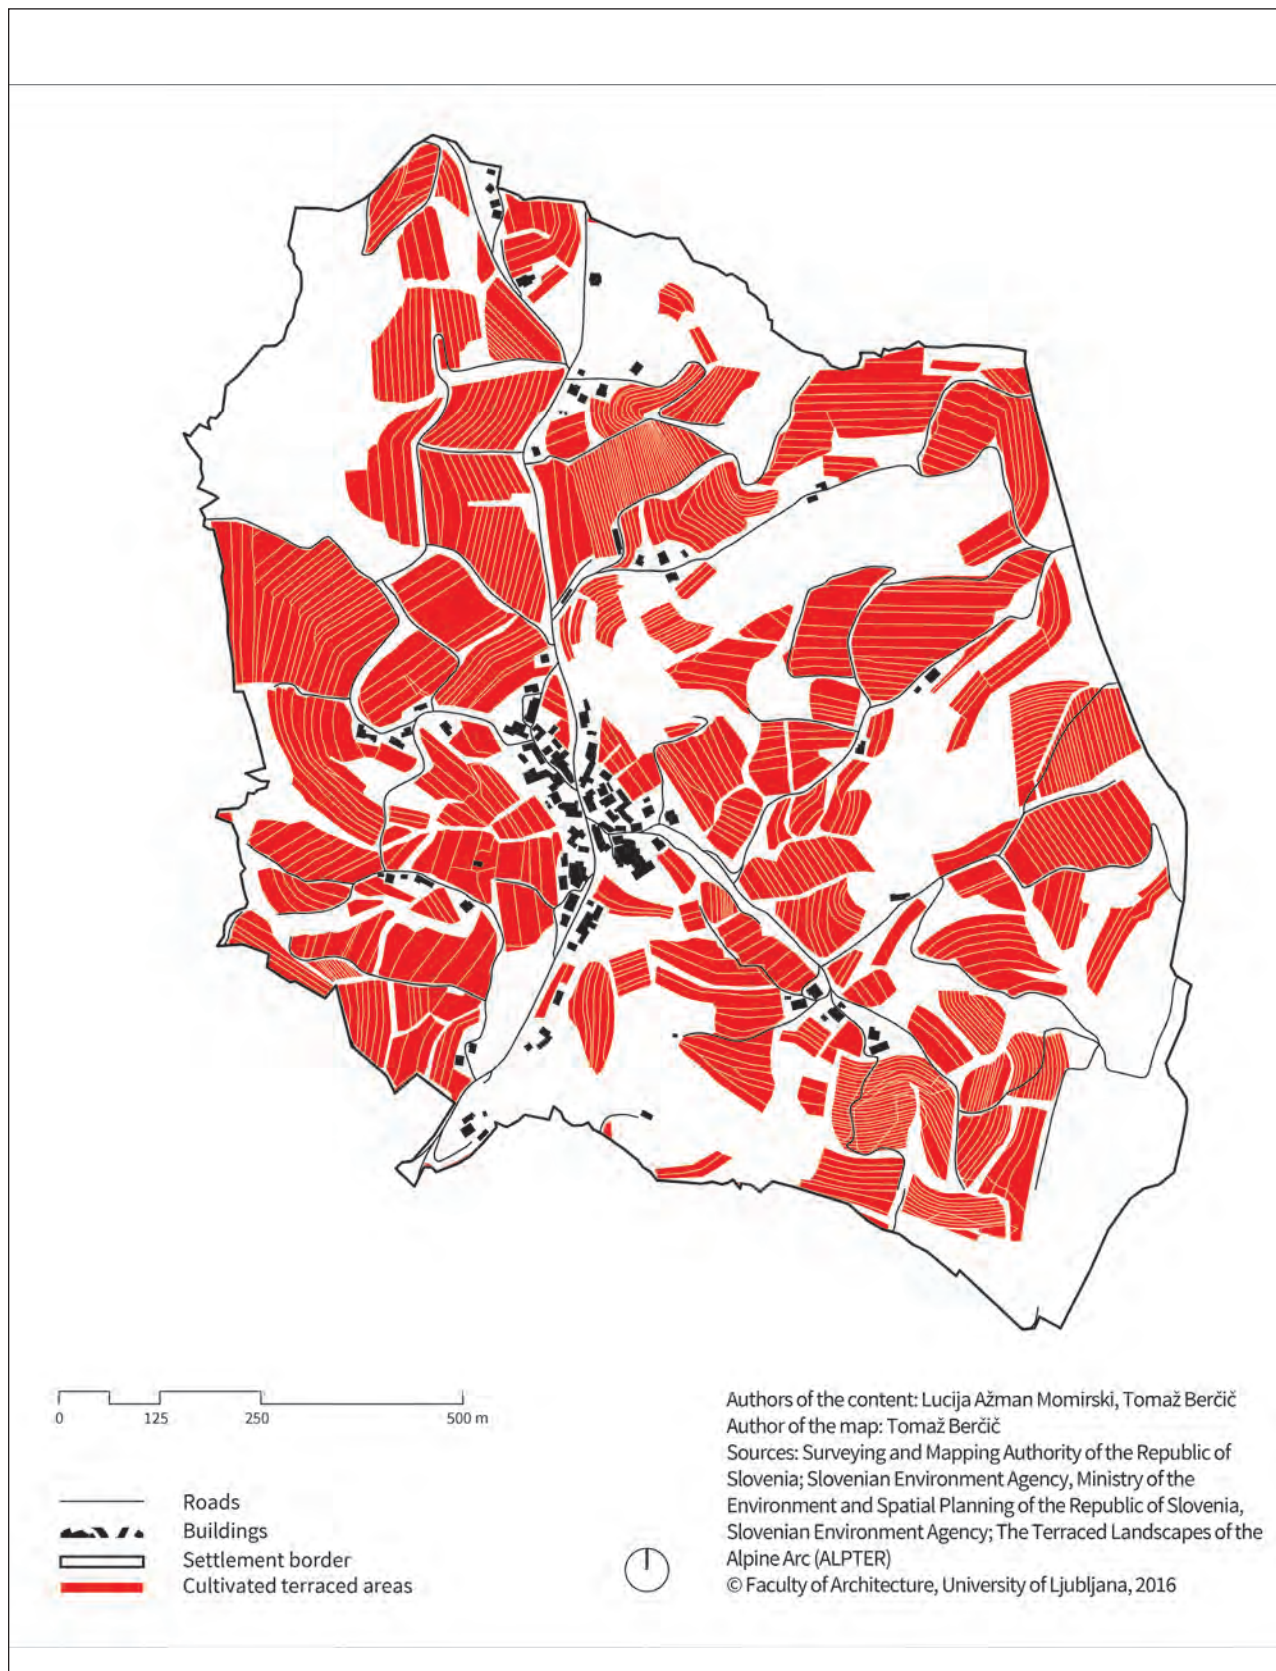 0 125 250 500 m
Roads
Buildings
Settlement border
Cultivated terraced areas
Authors of the content: Lucija Ažman Momirski, Tomaž Berčič
Author of the map: Tomaž Berčič
Sources: Surveying and Mapping Authority of the Republic of
Slovenia; Slovenian Environment Agency, Ministry of the
Environment and Spatial Planning of the Republic of Slovenia,
Slovenian Environment Agency; The Terraced Landscapes of the
Alpine Arc (ALPTER)
© Faculty of Architecture, University of Ljubljana, 2016